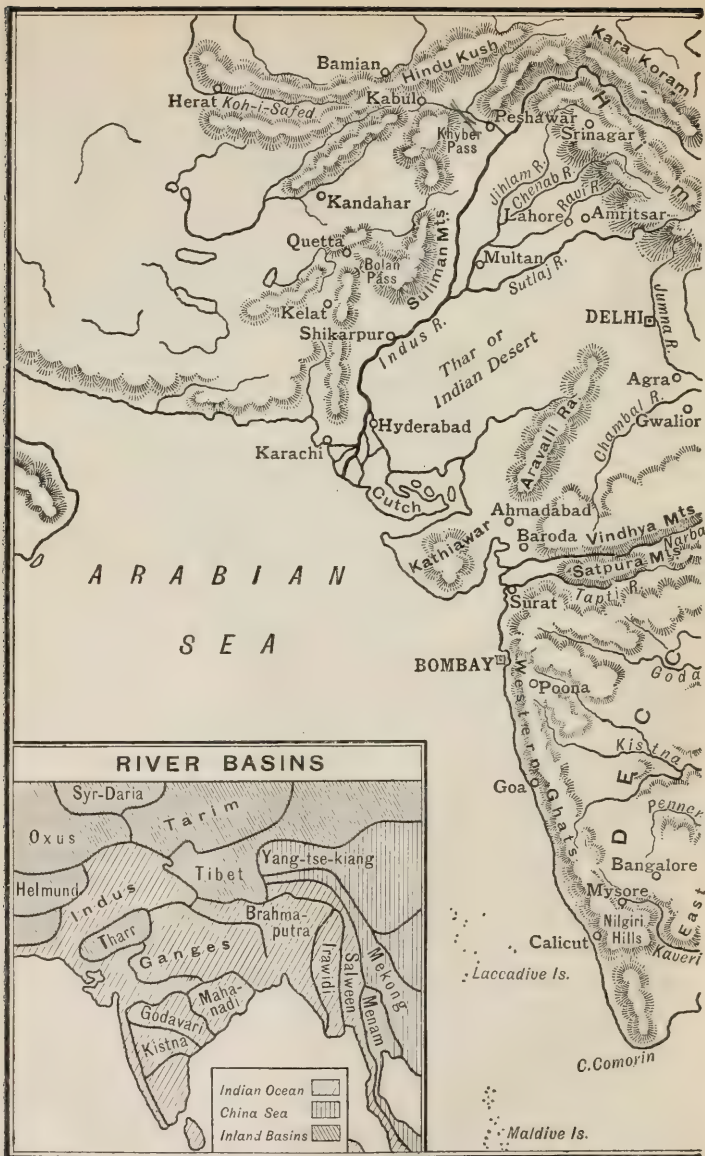 Kara Koram
Bamian
Hindu Kush
Herat
Koh-i-Safed
Kabul
Peshawar
Khyber
Pass
Srinagar
H i m
Jihlam R.
Chenab R.
Ravi R.
Kandahar
Lahore
Amritsar
Quetta
Bolan
Pass
Suliman Mts
Multan
Sutlaj R.
Kelat
Shikarpur
Indus R.
DELHI
Jumna R.
Thar or
Indian Desert
Agra
Chambal R.
Gwalior
Hyderabad
Karachi
Aravalli Ra.
Cutch
Ahmadabad
Kathiawar
Baroda
Vindhya Mts
Narba
Satpura Mts
Tapti R.
Surat
ARABIAN
SEA
BOMBAY
Goda
Western Ghats
Poona
Kistna
D E C C
Goa
Penner
Bangalore
Mysore
East
Nilgiri
Hills
Calicut
Kaveri
Laccadive Is.
C. Comorin
Maldive Is.
RIVER BASINS
Syr-Daria
Tarim
Oxus
Yang-tse-kiang
Tibet
Helmund
Indus
Brahma-
putra
Tharr
Ganges
Irawidi
Salween
Mekong
Menam
Maha-
nadi
Godavari
Kistna
Indian Ocean
China Sea
Inland Basins